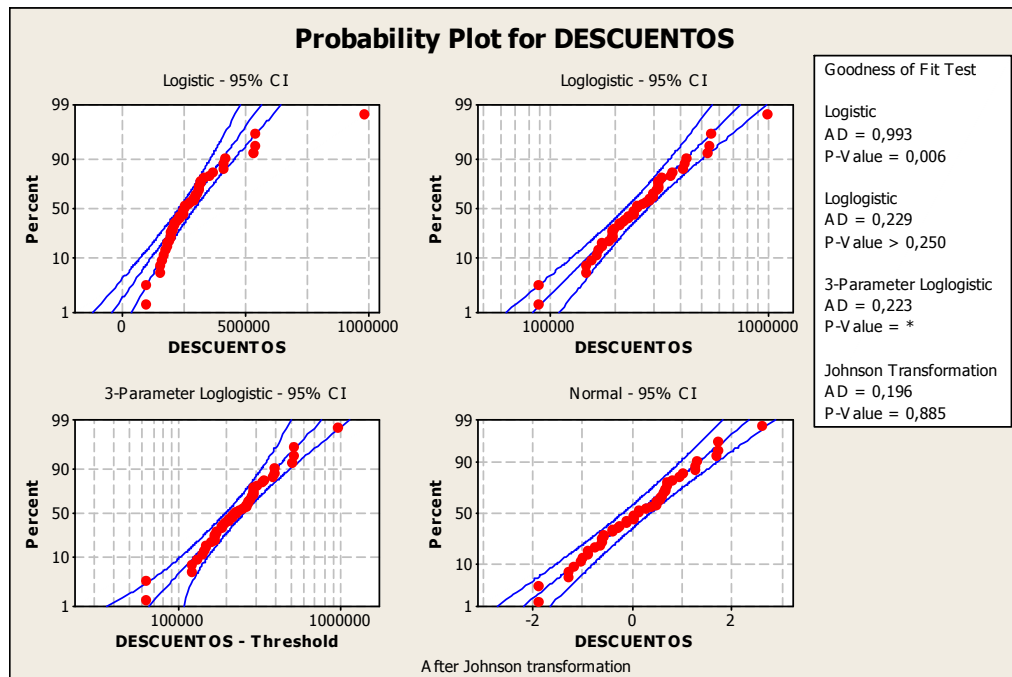 Probability Plot for DESCUENTOS
Logistic - 95% CI
Percent
99
90
50
10
1
0
500000
1000000
DESCUENTOS
Loglogistic - 95% CI
Percent
99
90
50
10
1
100000
1000000
DESCUENTOS
3-Parameter Loglogistic - 95% CI
Percent
99
90
50
10
1
100000
1000000
DESCUENTOS - Threshold
Normal - 95% CI
Percent
99
90
50
10
1
-2
0
2
DESCUENTOS
After Johnson transformation
Goodness of Fit Test
Logistic
AD = 0,993
P-Value = 0,006
Loglogistic
AD = 0,229
P-Value > 0,250
3-Parameter Loglogistic
AD = 0,223
P-Value = *
Johnson Transformation
AD = 0,196
P-Value = 0,885